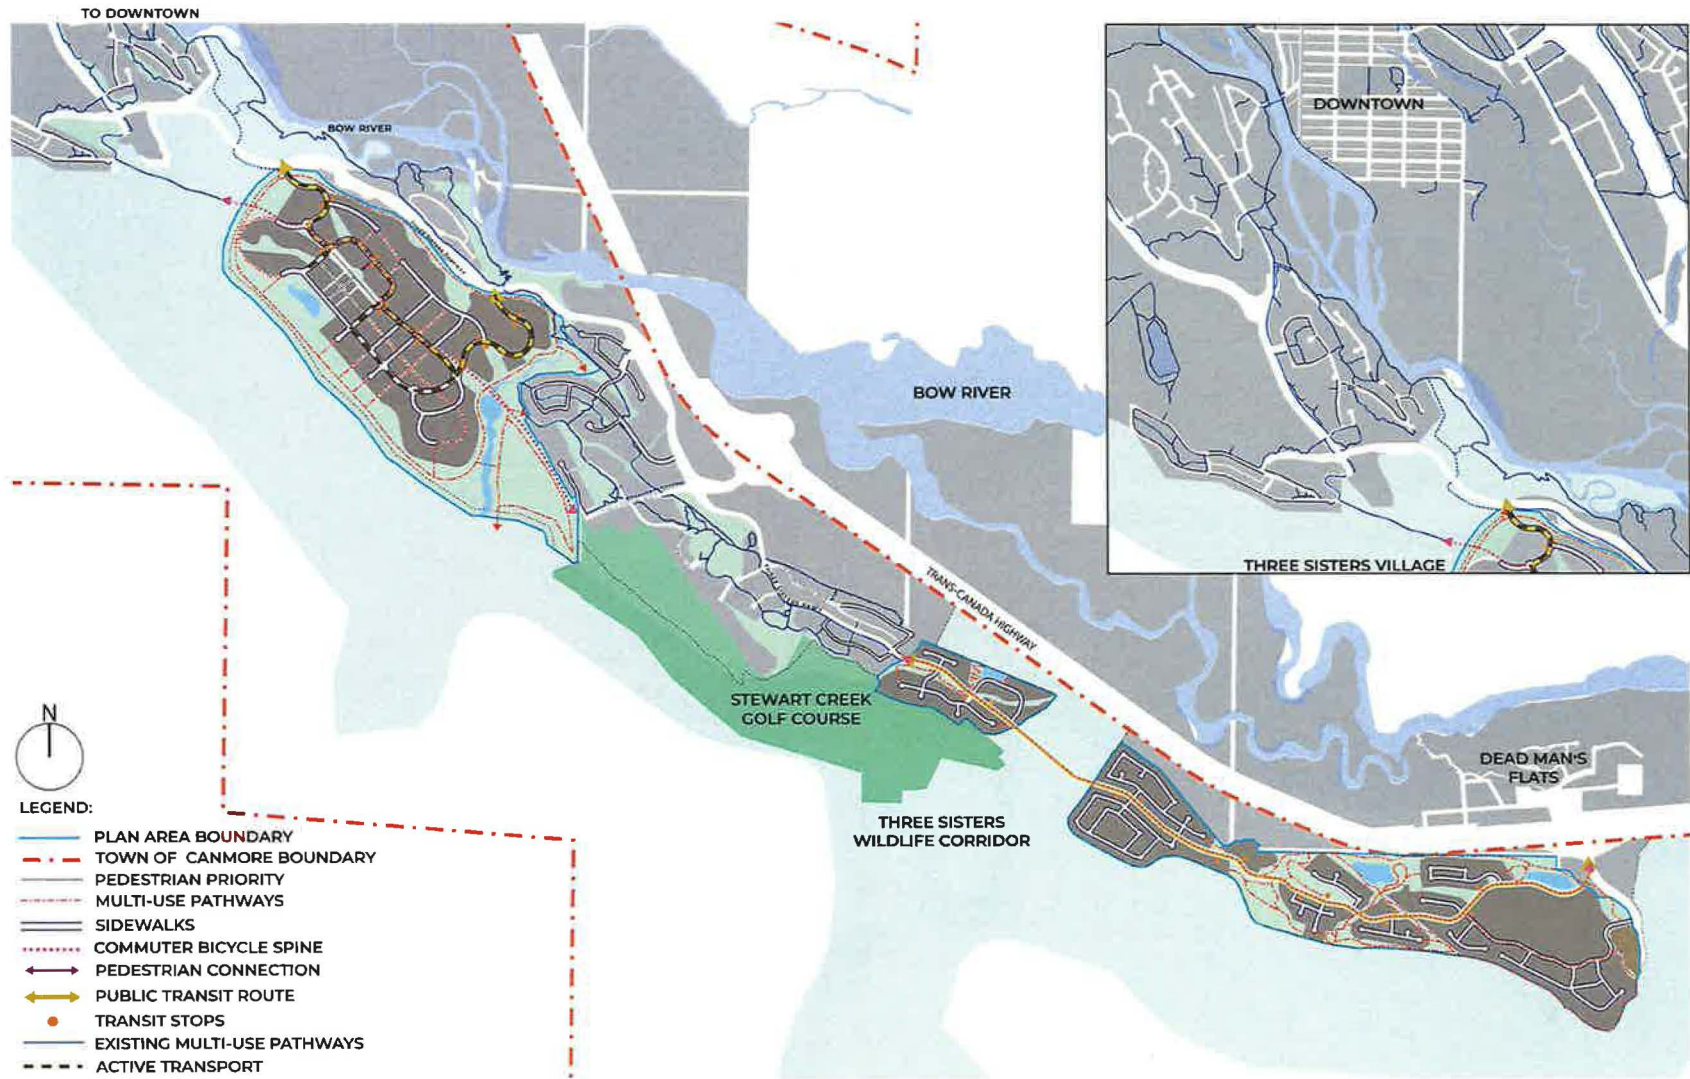 TO DOWNTOWN
BOW RIVER
DOWNTOWN
THREE SISTERS VILLAGE
BOW RIVER
TRANS-CANADA HIGHWAY
STEWART CREEK
GOLF COURSE
THREE SISTERS
WILDLIFE CORRIDOR
DEAD MAN'S
FLATS
N
LEGEND:
PLAN AREA BOUNDARY
TOWN OF CANMORE BOUNDARY
PEDESTRIAN PRIORITY
MULTI-USE PATHWAYS
SIDEWALKS
COMMUTER BICYCLE SPINE
PEDESTRIAN CONNECTION
PUBLIC TRANSIT ROUTE
TRANSIT STOPS
EXISTING MULTI-USE PATHWAYS
ACTIVE TRANSPORT